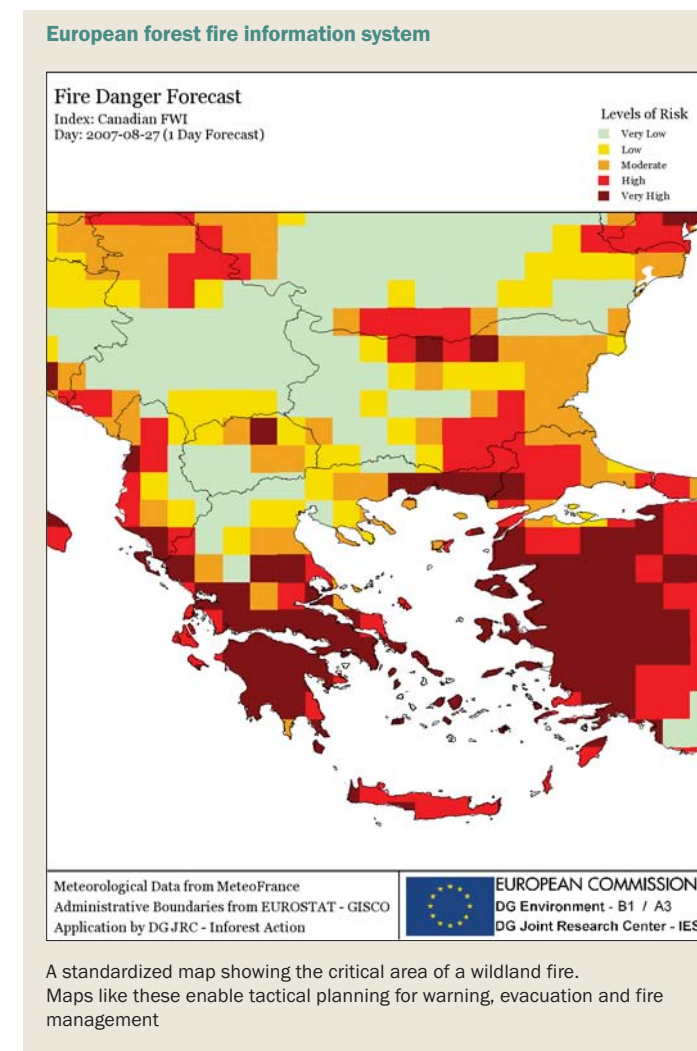 European forest fire information system
Fire Danger Forecast
Index: Canadian FWI
Day: 2007-08-27 (1 Day Forecast)
Levels of Risk
Very Low
Low
Moderate
High
Very High
Meteorological Data from MeteoFrance
Administrative Boundaries from EUROSTAT - GISCO
Application by DG JRC - Inforest Action
EUROPEAN COMMISSION
DG Environment - B1 / A3
DG Joint Research Center - IES
A standardized map showing the critical area of a wildland fire.
Maps like these enable tactical planning for warning, evacuation and fire
management